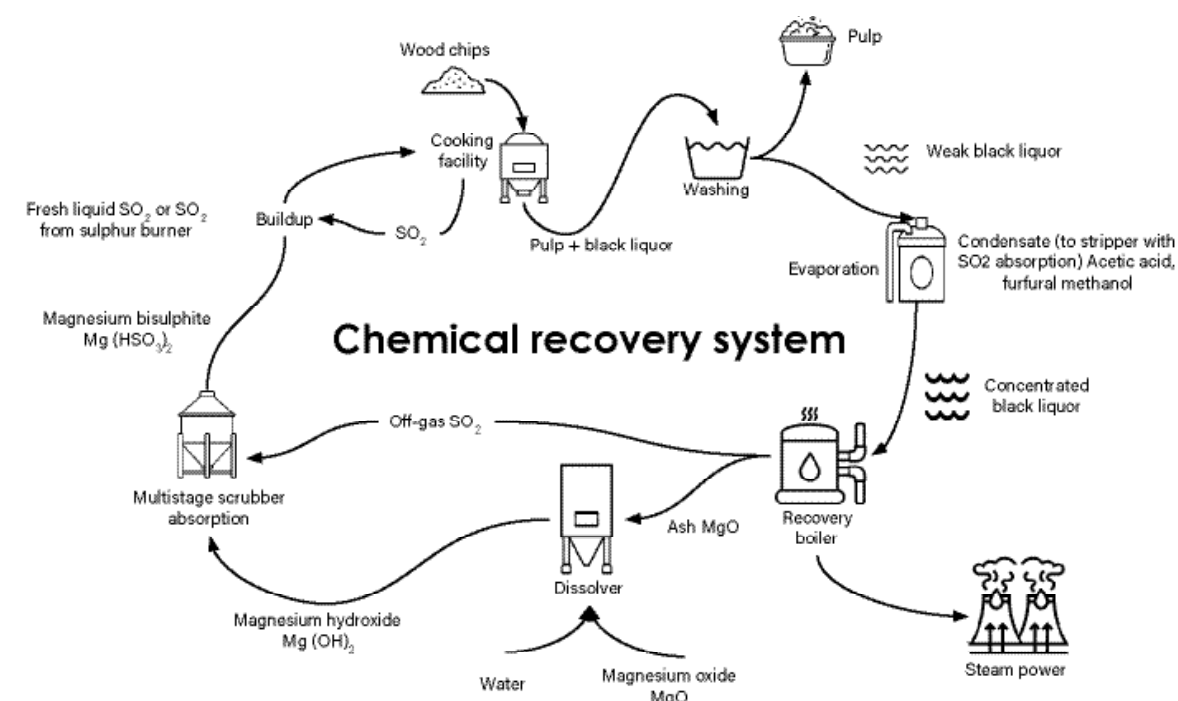 Wood chips
Pulp
Cooking
facility
Weak black liquor
Washing
Fresh liquid SO₂ or SO₂
from sulphur burner
Buildup
SO₂
Pulp + black liquor
Evaporation
Condensate (to stripper with
SO2 absorption) Acetic acid,
furfural methanol
Magnesium bisulphite
Mg (HSO₃)₂
Chemical recovery system
Concentrated
black liquor
Off-gas SO₂
Multistage scrubber
absorption
Ash MgO
Recovery
boiler
Dissolver
Magnesium hydroxide
Mg (OH)₂
Water
Magnesium oxide
MgO
Steam power